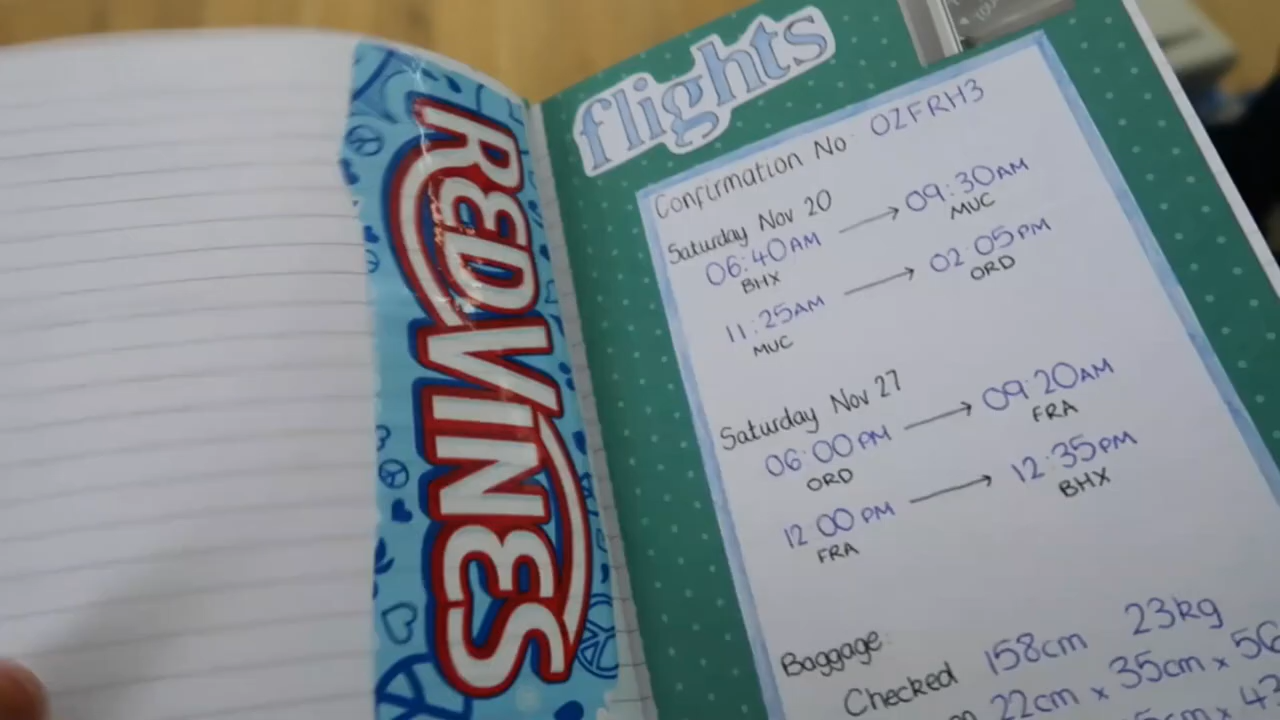 REDVINES
flights
Confirmation No: 02FRH3
Saturday Nov 20
06:40AM → 09:30AM
BHX MUC
11:25AM → 02:05PM
MUC ORD
Saturday Nov 27
06:00PM → 09:20AM
ORD FRA
12:00PM → 12:35PM
FRA BHX
Baggage:
Checked 158cm 23kg
22cm x 35cm x 56